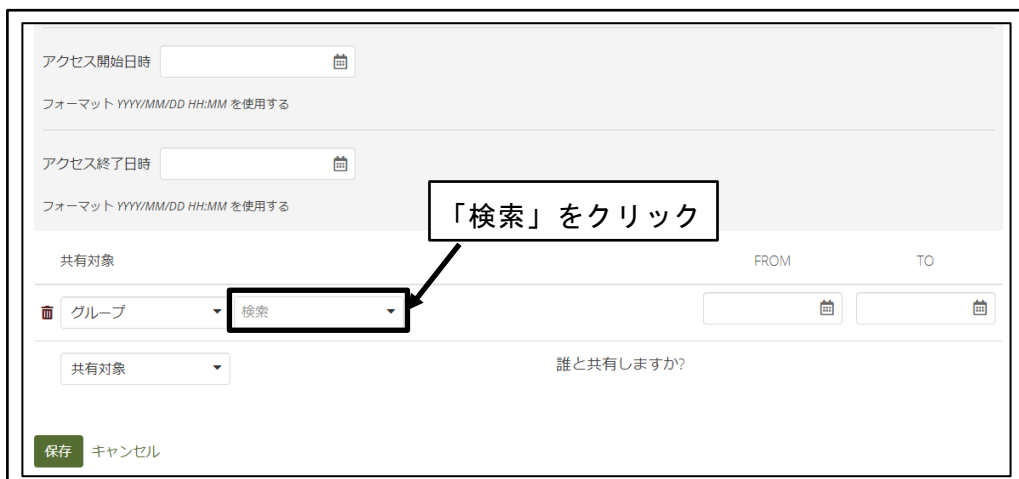 アクセス開始日時
フォーマット YYYY/MM/DD HH:MM を使用する
アクセス終了日時
フォーマット YYYY/MM/DD HH:MM を使用する
「検索」をクリック
共有対象 FROM TO
グループ 検索
共有対象 誰と共有しますか?
保存 キャンセル